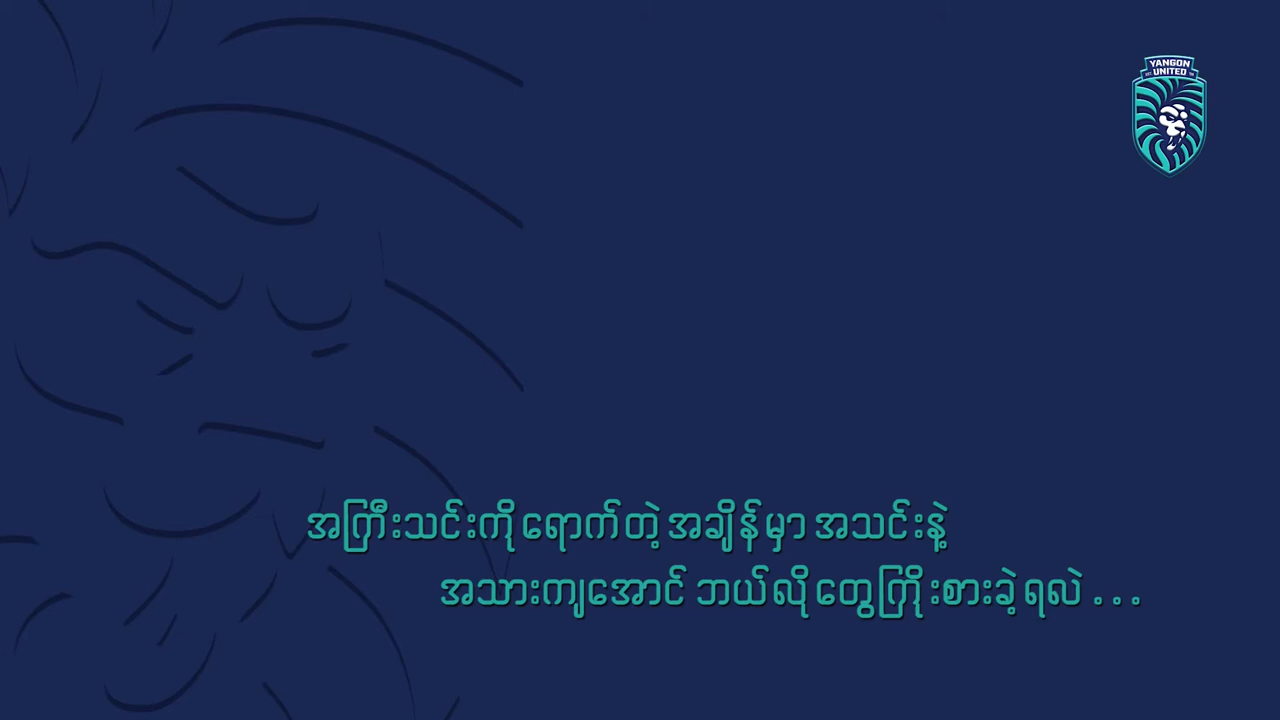 YANGON
UNITED
အကြီးသင်းကိုရောက်တဲ့ အချိန်မှာ အသင်းနဲ့
အသားကျအောင် ဘယ်လိုတွေကြိုးစားခဲ့ရလဲ ...